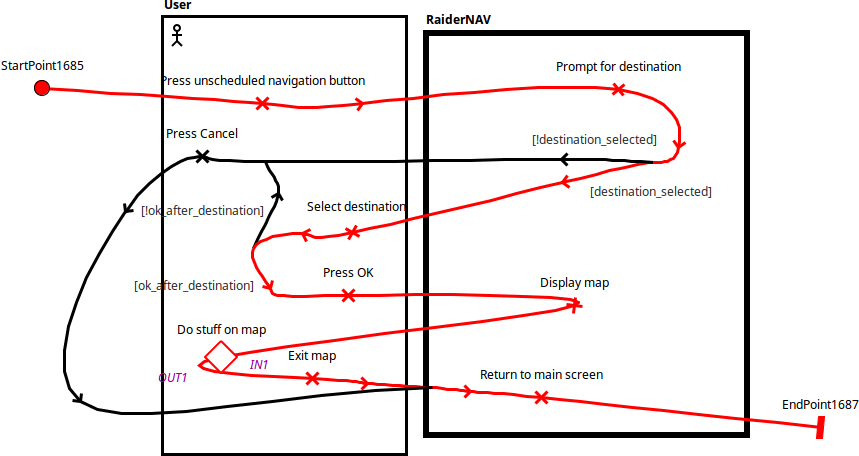 User
RaiderNAV
StartPoint1685
Press unscheduled navigation button
Prompt for destination
Press Cancel
[!destination_selected]
[destination_selected]
[!ok_after_destination]
Select destination
[ok_after_destination]
Press OK
Display map
Do stuff on map
IN1
Exit map
OUT1
Return to main screen
EndPoint1687